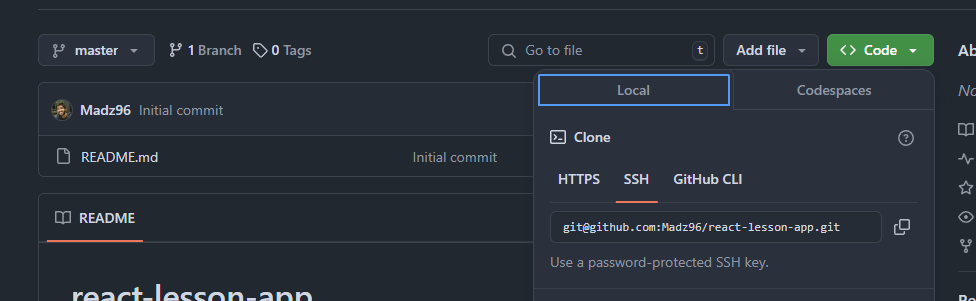 master 1 Branch 0 Tags Go to file t Add file Code
Local Codespaces
Madz96 Initial commit
Clone
README.md Initial commit
HTTPS SSH GitHub CLI
README
git@github.com:Madz96/react-lesson-app.git
Use a password-protected SSH key.
react-lesson-app